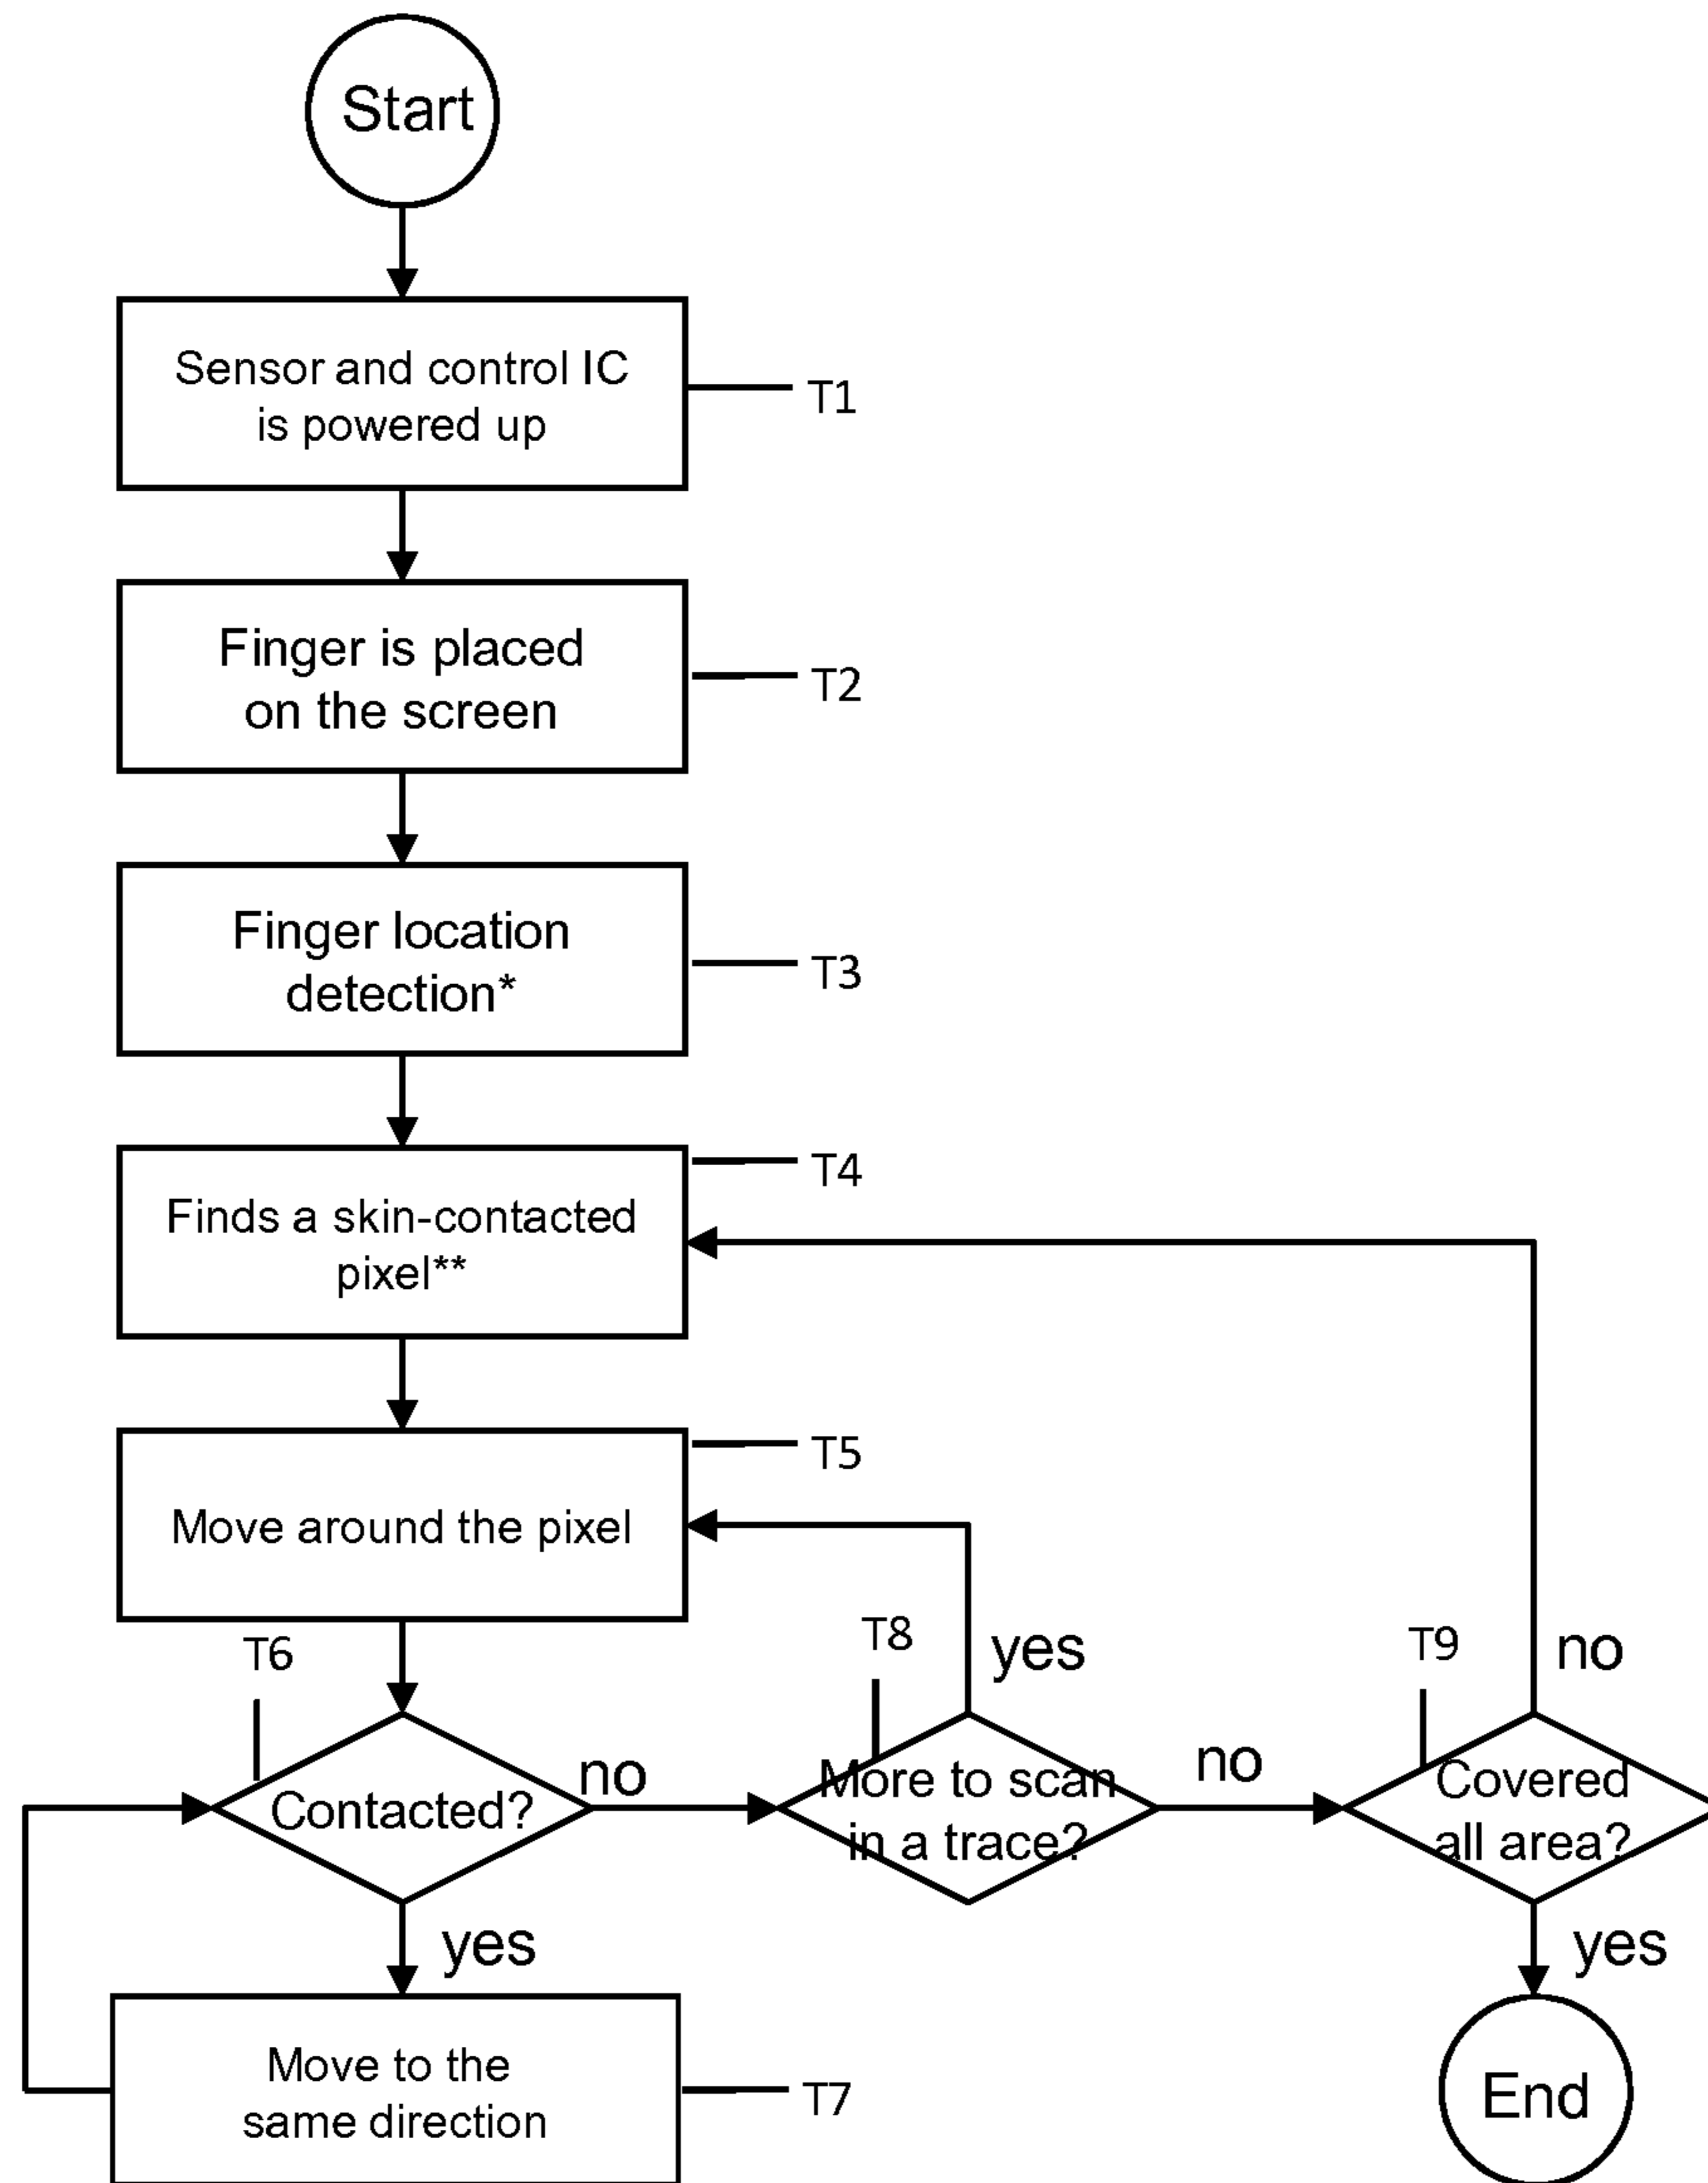 Start
Sensor and control IC
is powered up
T1
Finger is placed
on the screen
T2
Finger location
detection*
T3
T4
Finds a skin-contacted
pixel**
T5
Move around the pixel
T6
T8
yes
T9
no
Contacted?
no
More to scan
in a trace?
no
Covered
all area?
yes
yes
Move to the
same direction
T7
End